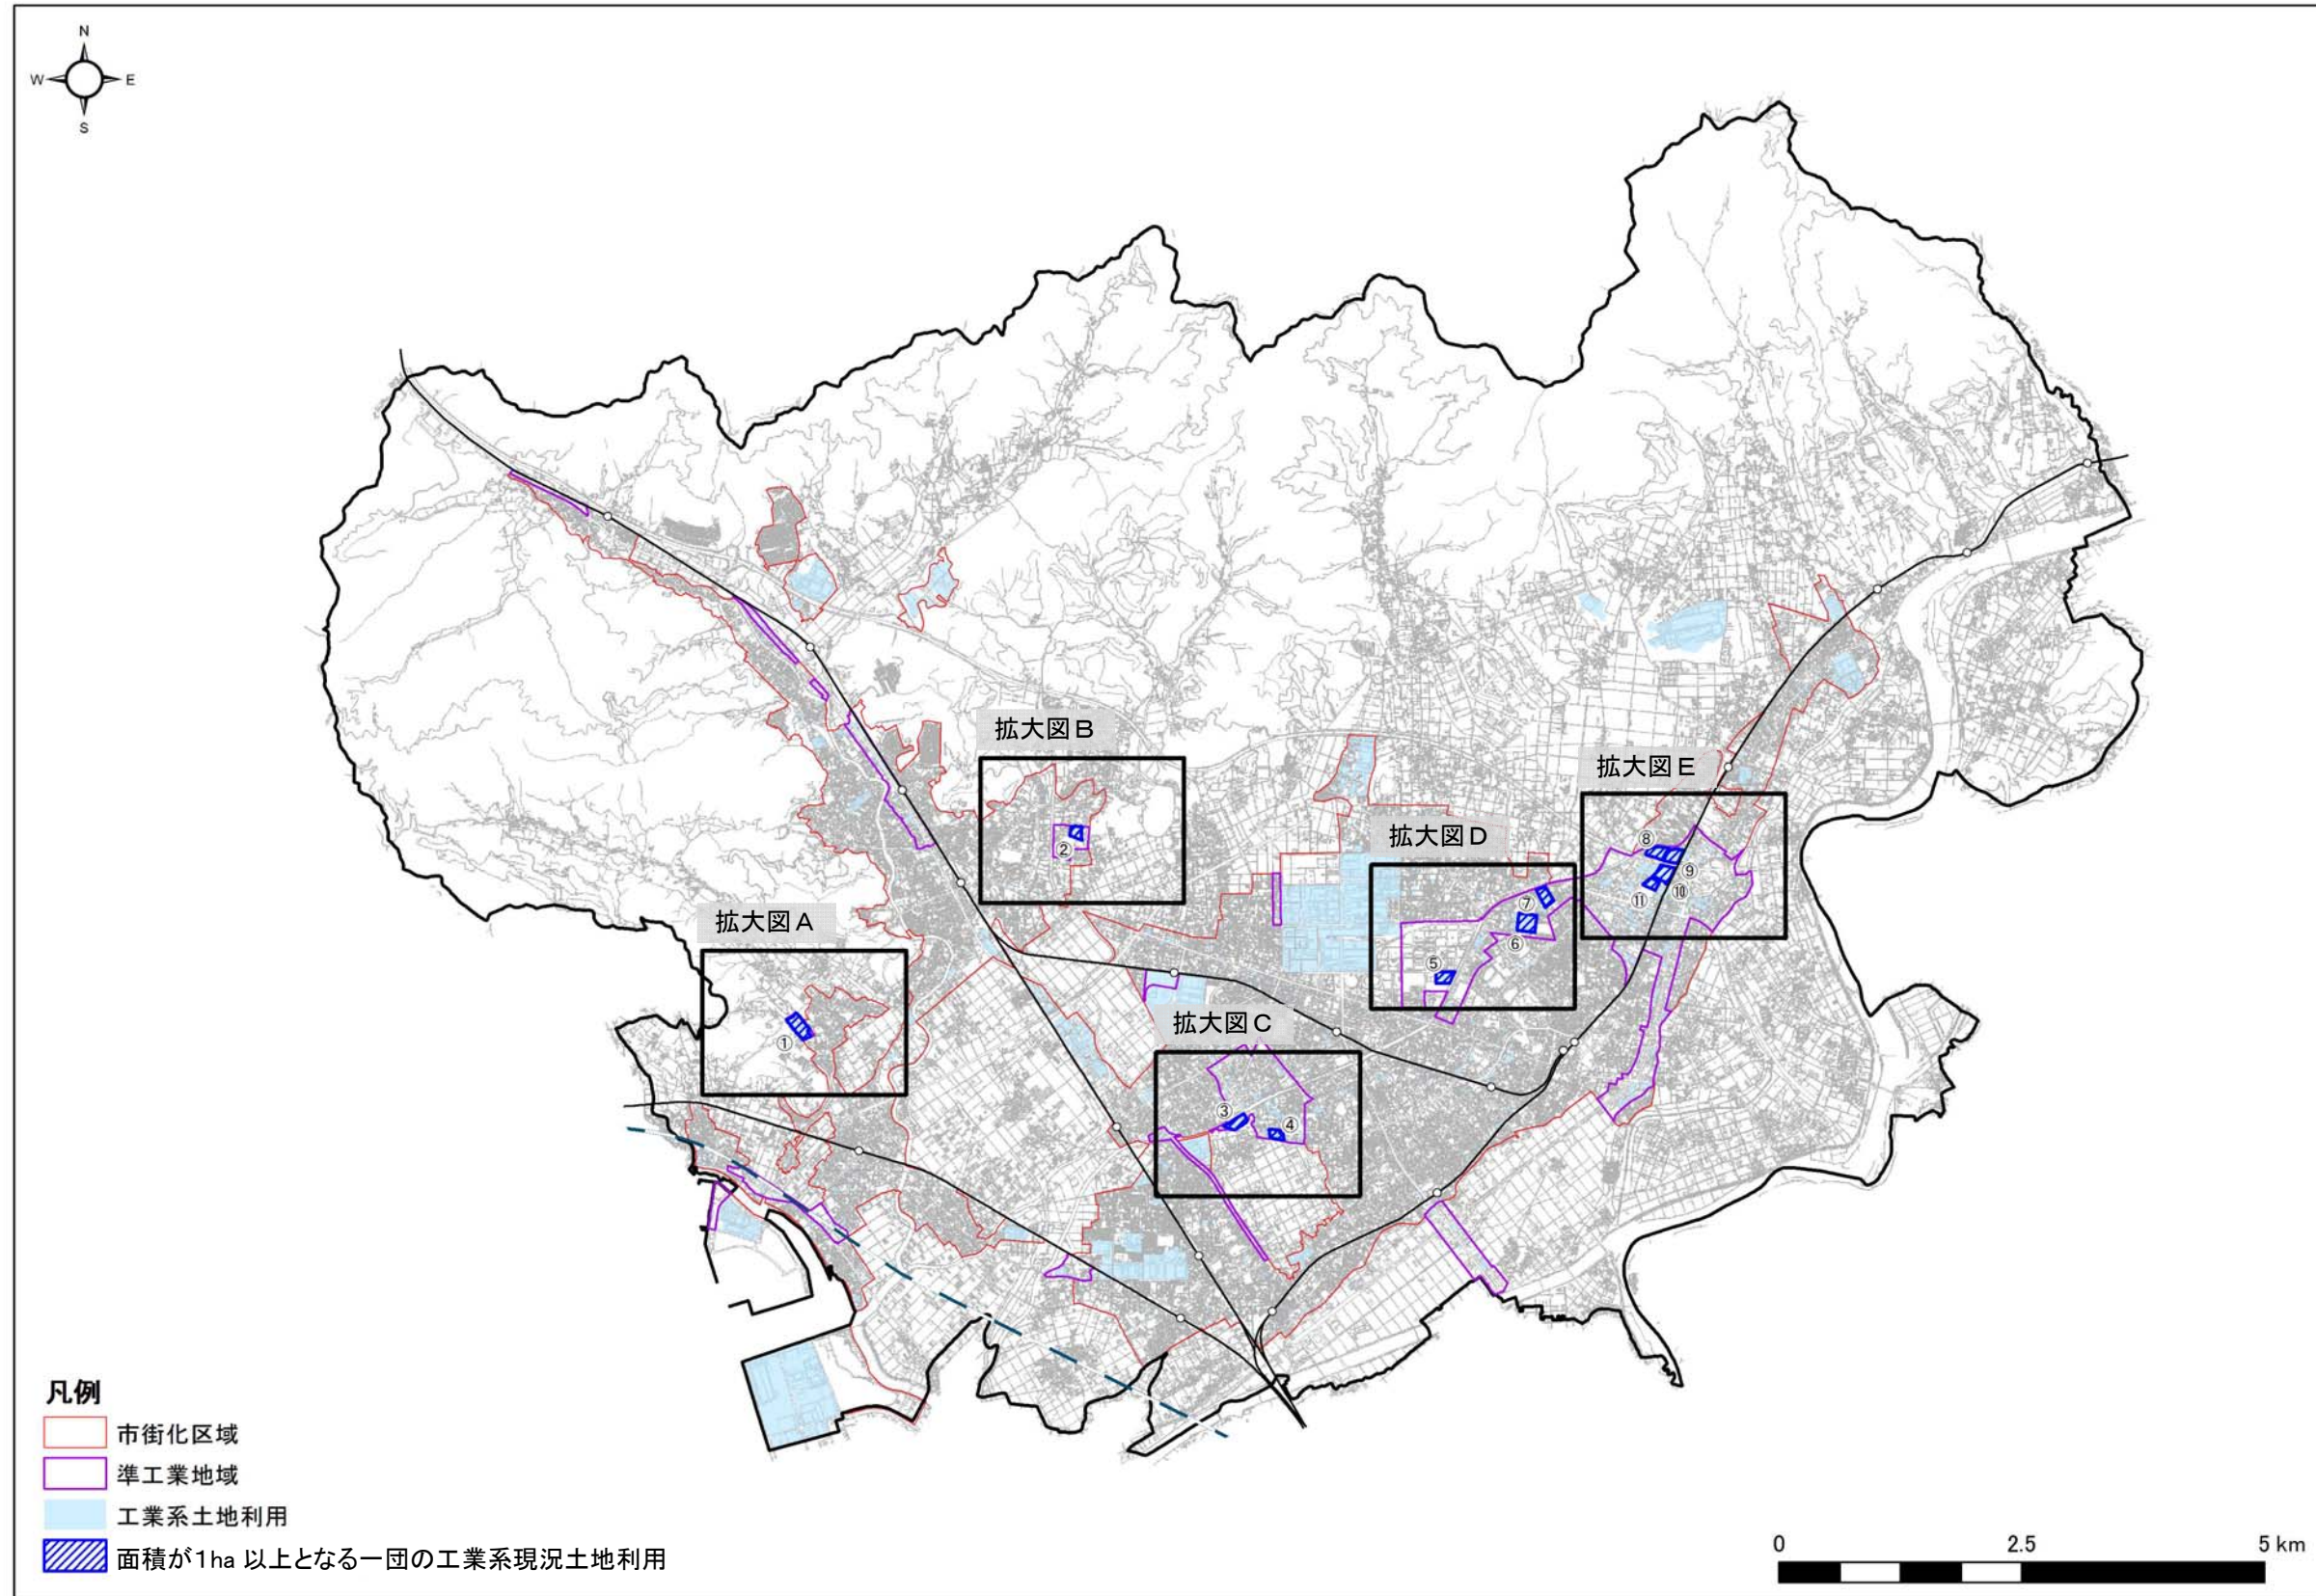 N
W E
S
拡大図B
拡大図E
拡大図D
拡大図A
拡大図C
①
②
③
④
⑤
⑥
⑦
⑧
⑨
⑩
⑪
凡例
市街化区域
準工業地域
工業系土地利用
面積が1ha 以上となる一団の工業系現況土地利用
0 2.5 5 km